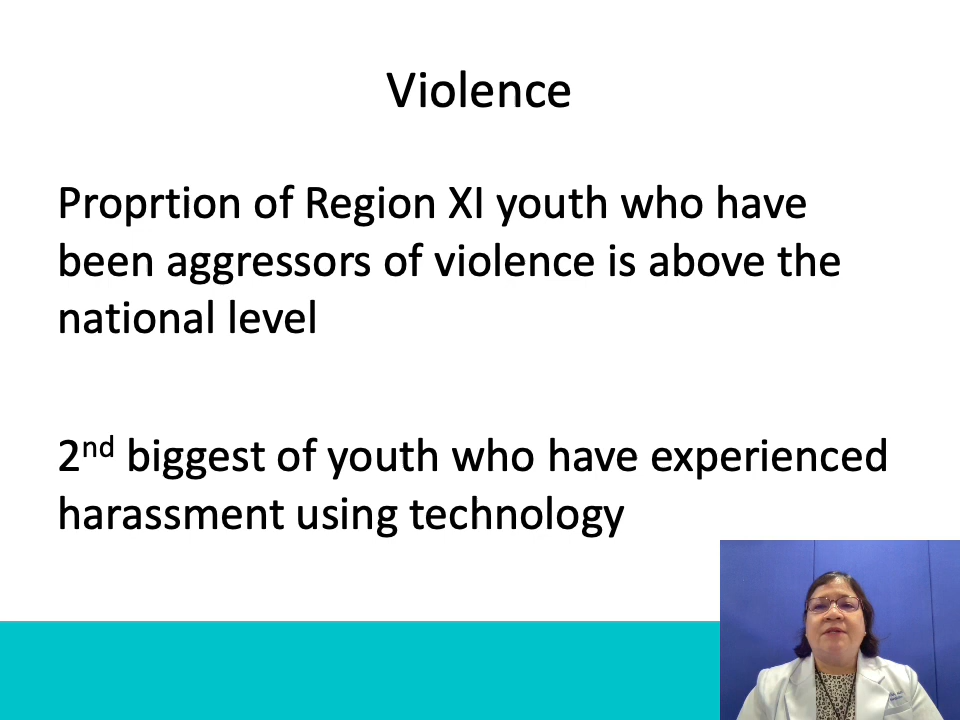 Violence
Proprtion of Region XI youth who have
been aggressors of violence is above the
national level
2nd biggest of youth who have experienced
harassment using technology